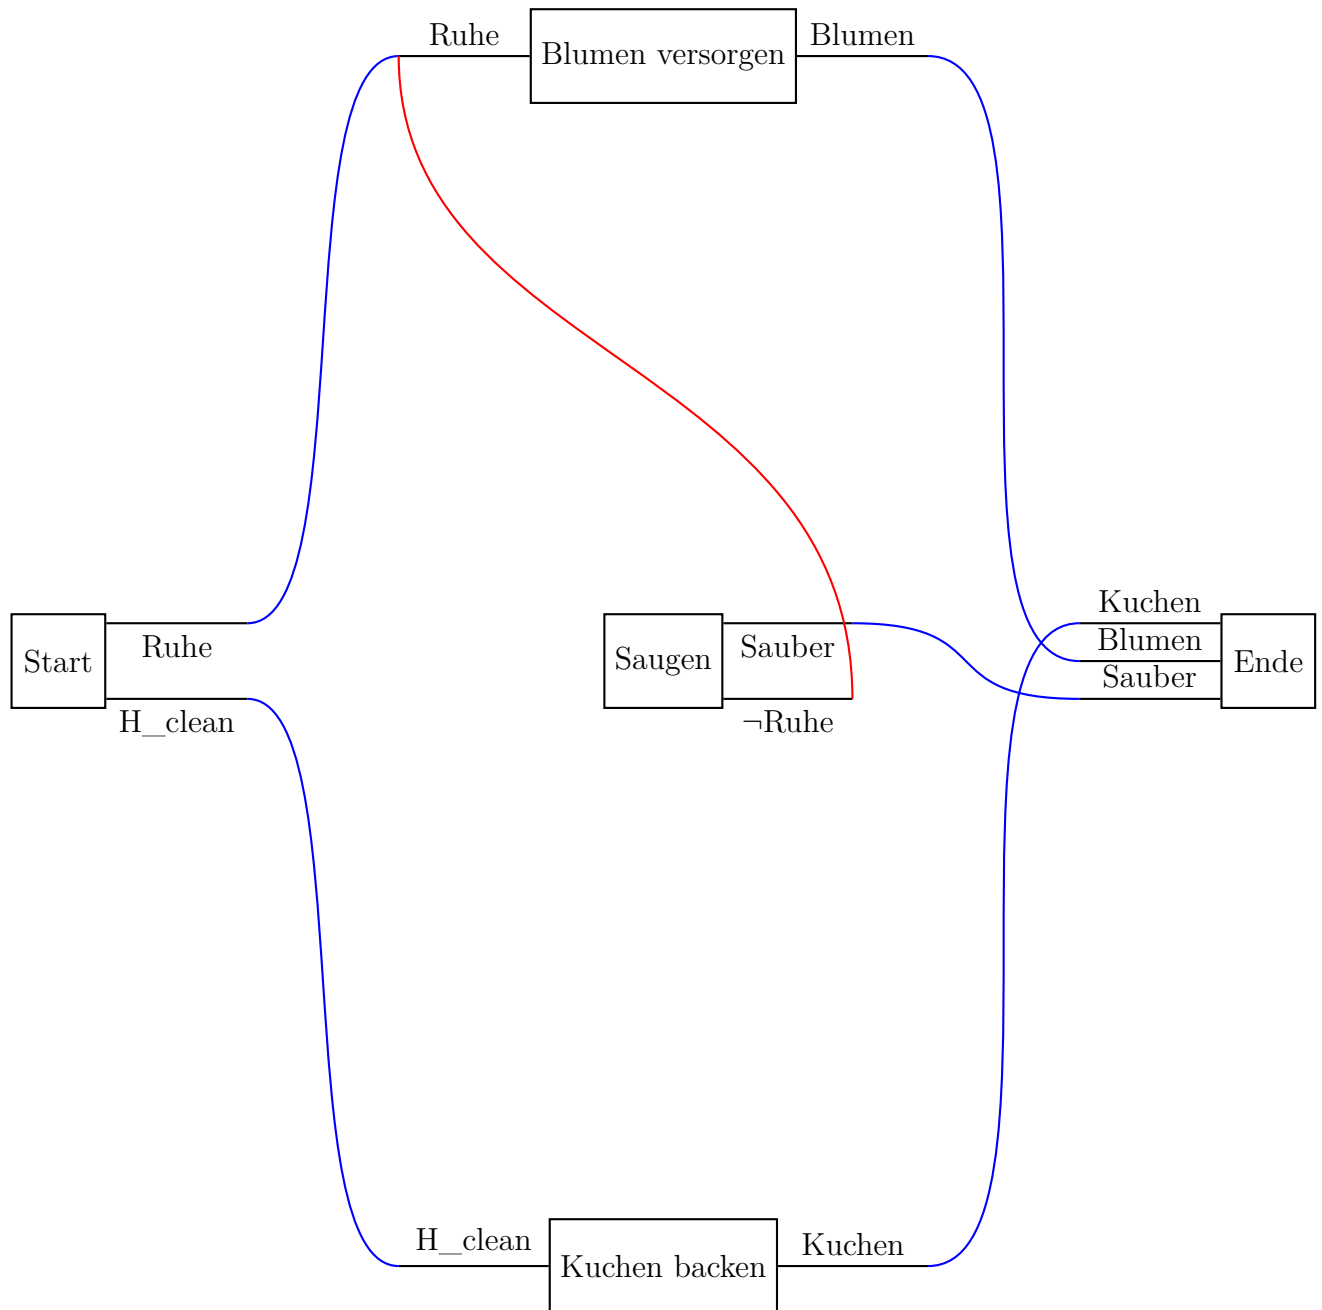 Ruhe
Blumen versorgen
Blumen
Start
Ruhe
H_clean
Saugen
Sauber
¬Ruhe
Kuchen
Blumen
Sauber
Ende
H_clean
Kuchen backen
Kuchen